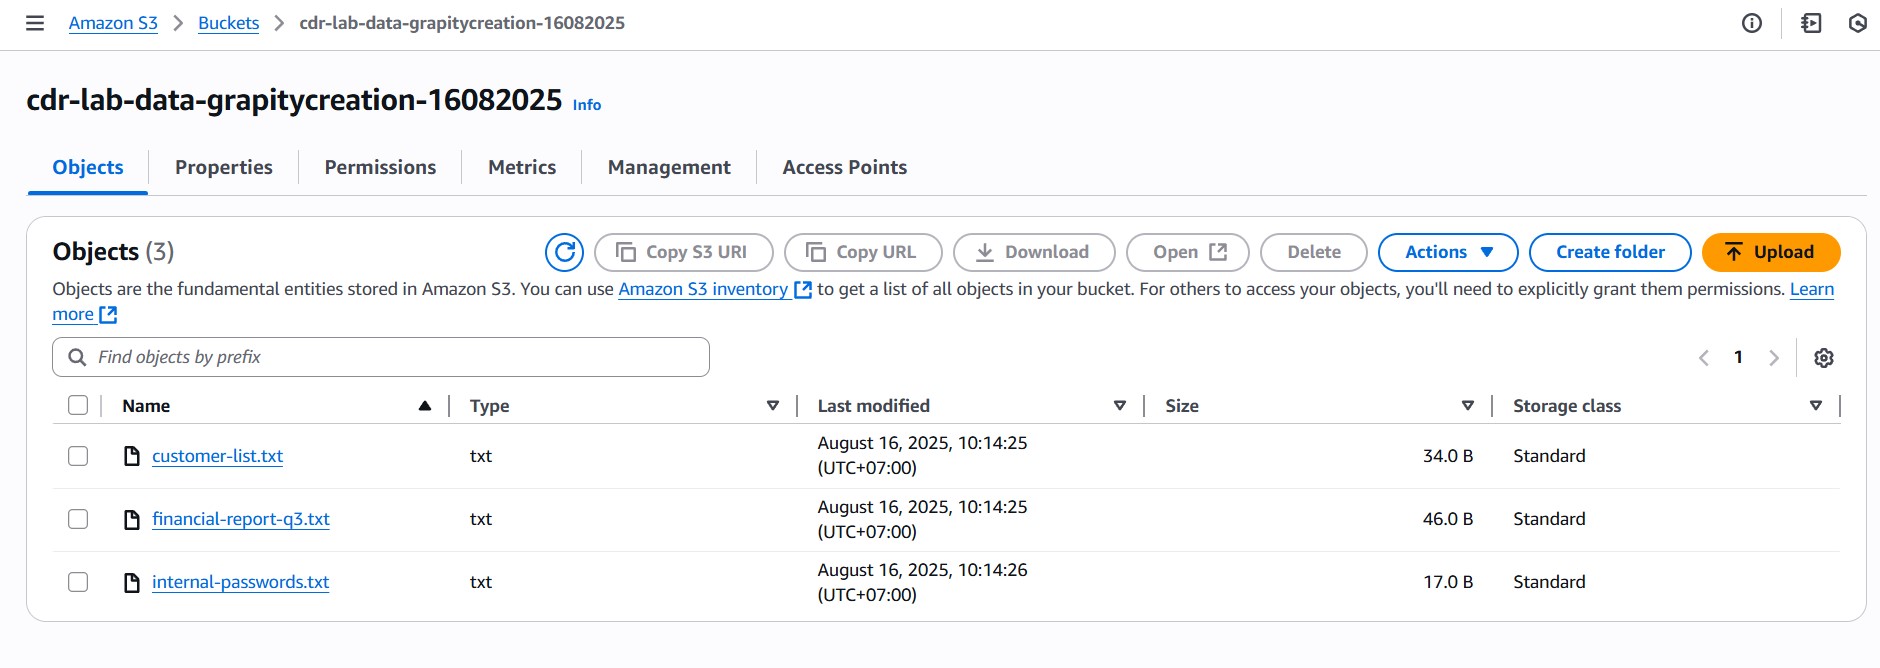 Amazon S3 > Buckets > cdr-lab-data-grapitycreation-16082025
cdr-lab-data-grapitycreation-16082025 Info
Objects Properties Permissions Metrics Management Access Points
Objects (3) Copy S3 URI Copy URL Download Open Delete Actions Create folder Upload
Objects are the fundamental entities stored in Amazon S3. You can use Amazon S3 inventory to get a list of all objects in your bucket. For others to access your objects, you'll need to explicitly grant them permissions. Learn
more
Find objects by prefix 1
Name Type Last modified Size Storage class
customer-list.txt txt August 16, 2025, 10:14:25 (UTC+07:00) 34.0 B Standard
financial-report-q3.txt txt August 16, 2025, 10:14:25 (UTC+07:00) 46.0 B Standard
internal-passwords.txt txt August 16, 2025, 10:14:26 (UTC+07:00) 17.0 B Standard